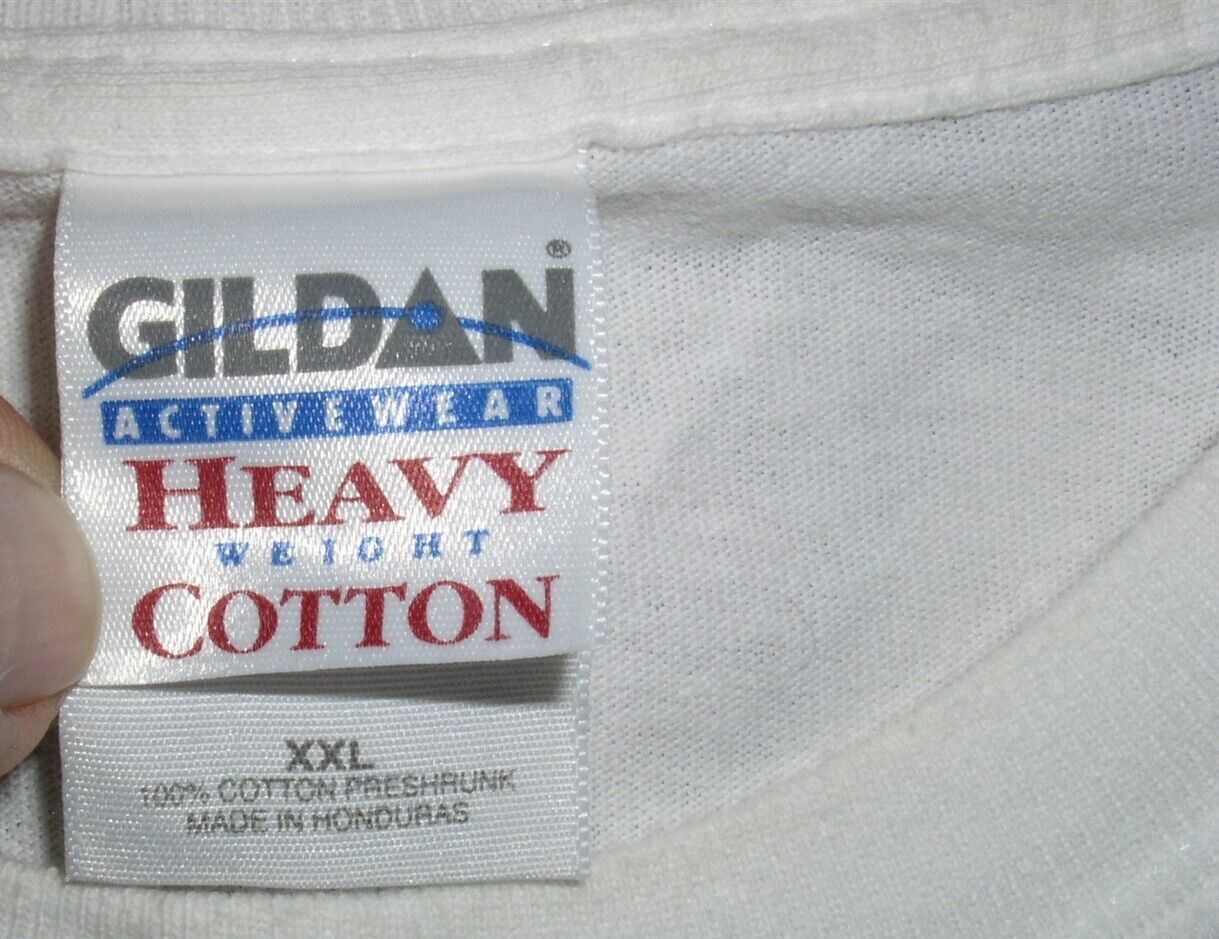 GILDAN®
ACTIVEWEAR
HEAVY
WEIGHT
COTTON
XXL
100% COTTON PRESHRUNK
MADE IN HONDURAS